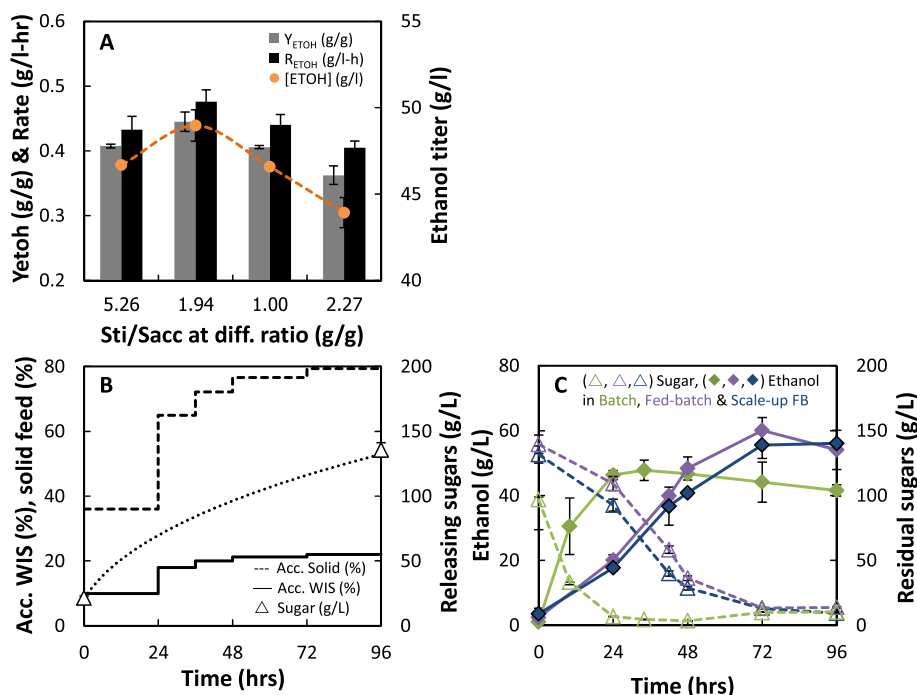 0.6
0.5
0.4
0.3
0.2
Yetoh (g/g) & Rate (g/l-hr)
A
Y_ETOH (g/g)
R_ETOH (g/l-h)
[ETOH] (g/l)
55
50
45
40
Ethanol titer (g/l)
5.26 1.94 1.00 2.27
Sti/Sacc at diff. ratio (g/g)
80
60
40
20
0
Acc. WIS (%), solid feed (%)
B
Acc. Solid (%)
Acc. WIS (%)
Sugar (g/L)
200
150
100
50
0
Releasing sugars (g/L)
0 24 48 72 96
Time (hrs)
80
60
40
20
0
Ethanol (g/L)
C
(△, △,△) Sugar, (◆,◆,◆) Ethanol
in Batch, Fed-batch & Scale-up FB
200
150
100
50
0
Residual sugars (g/L)
0 24 48 72 96
Time (hrs)